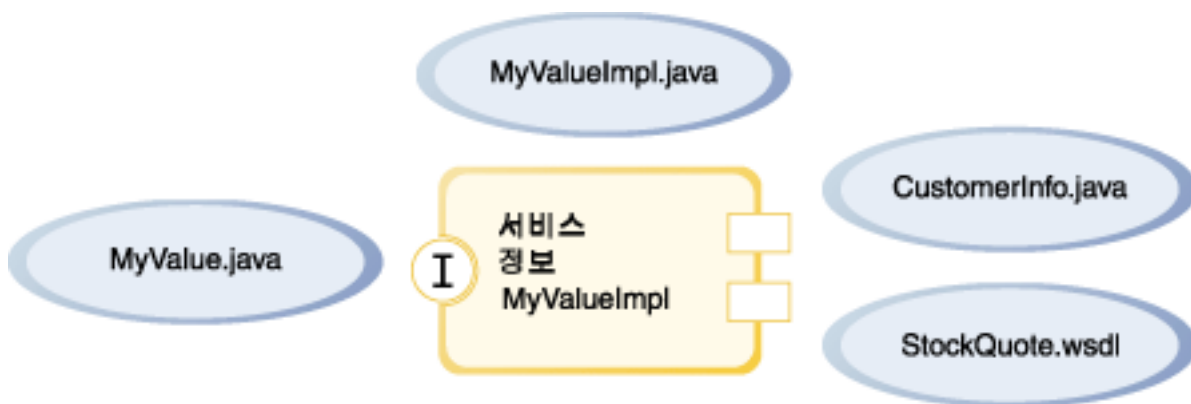 MyValueImpl.java
CustomerInfo.java
MyValue.java
I
서비스
정보
MyValueImpl
StockQuote.wsdl